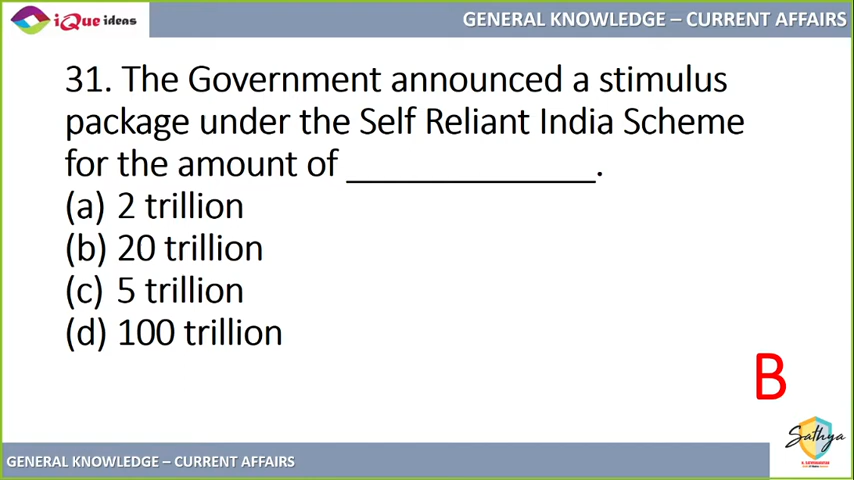 iQue ideas
GENERAL KNOWLEDGE – CURRENT AFFAIRS
31. The Government announced a stimulus
package under the Self Reliant India Scheme
for the amount of ______________.
(a) 2 trillion
(b) 20 trillion
(c) 5 trillion
(d) 100 trillion
B
Sathya
GENERAL KNOWLEDGE – CURRENT AFFAIRS